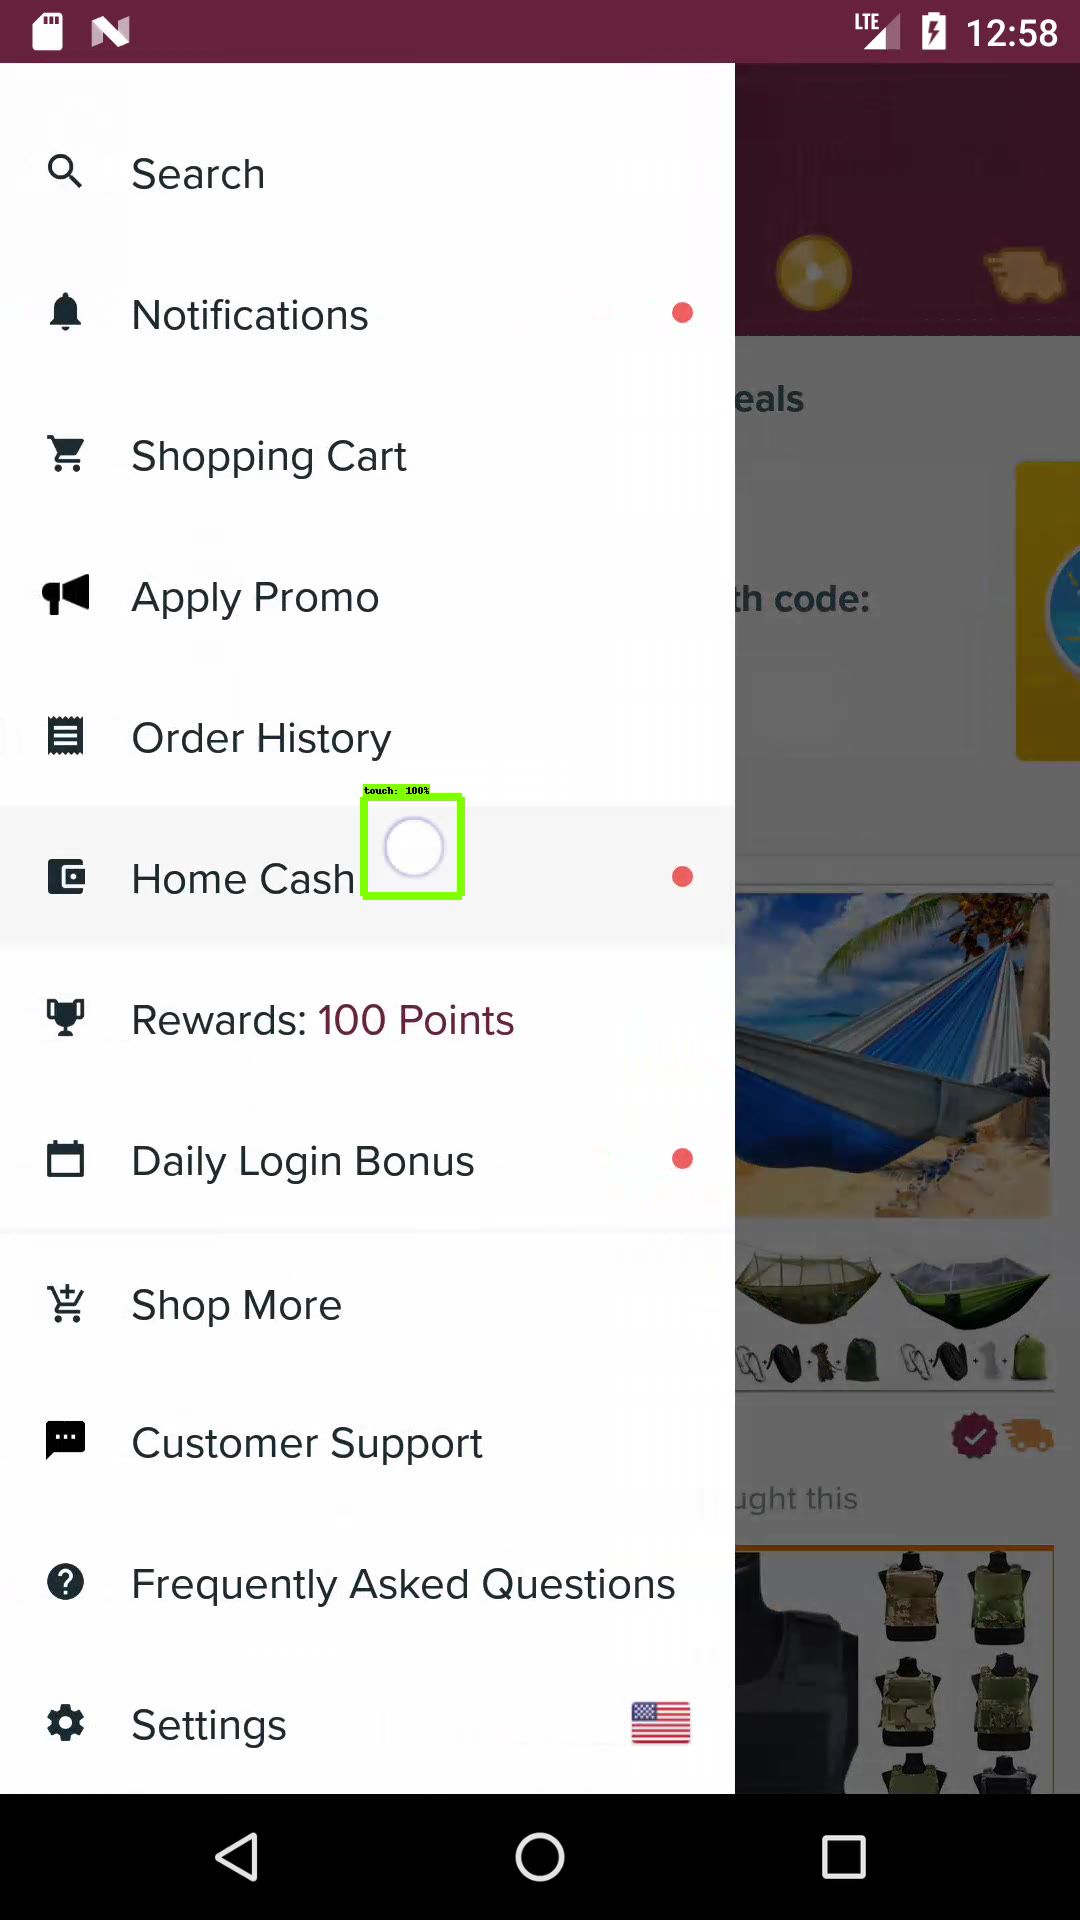 LTE 12:58
Search
Notifications
eals
Shopping Cart
Apply Promo
th code:
Order History
touch: 100%
Home Cash
Rewards: 100 Points
Daily Login Bonus
Shop More
Customer Support
ught this
Frequently Asked Questions
Settings